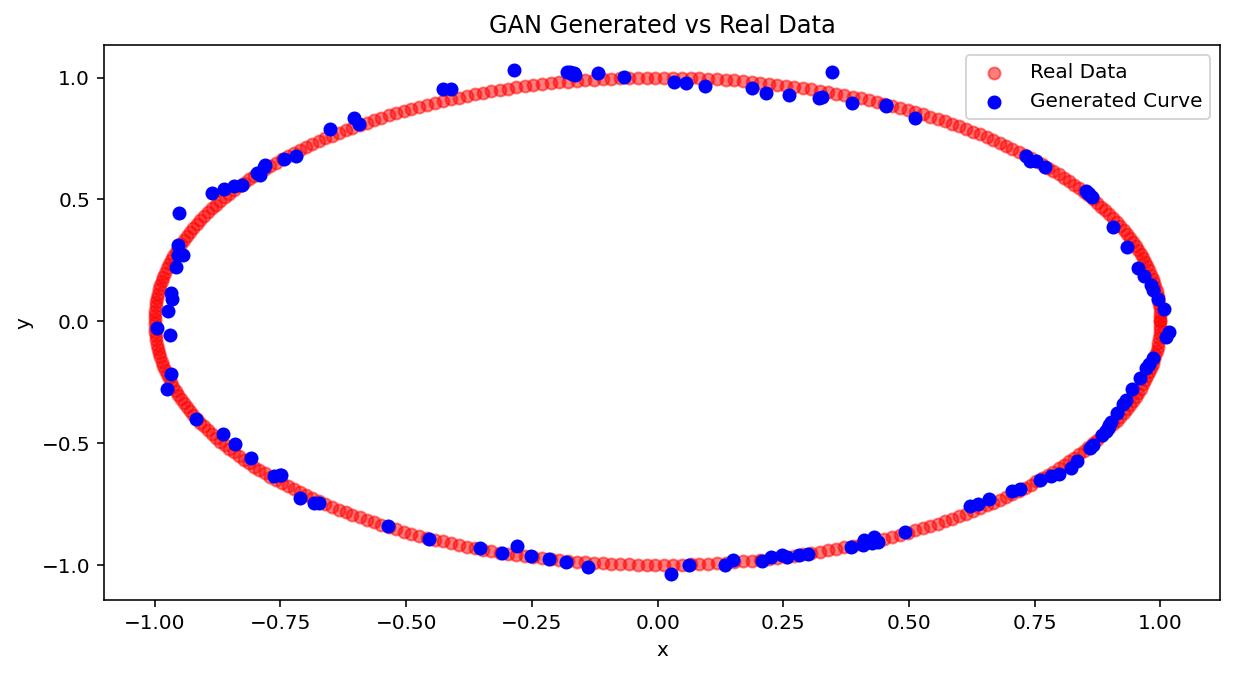 GAN Generated vs Real Data
Real Data
Generated Curve
1.0
0.5
0.0
−0.5
−1.0
y
−1.00 −0.75 −0.50 −0.25 0.00 0.25 0.50 0.75 1.00
x